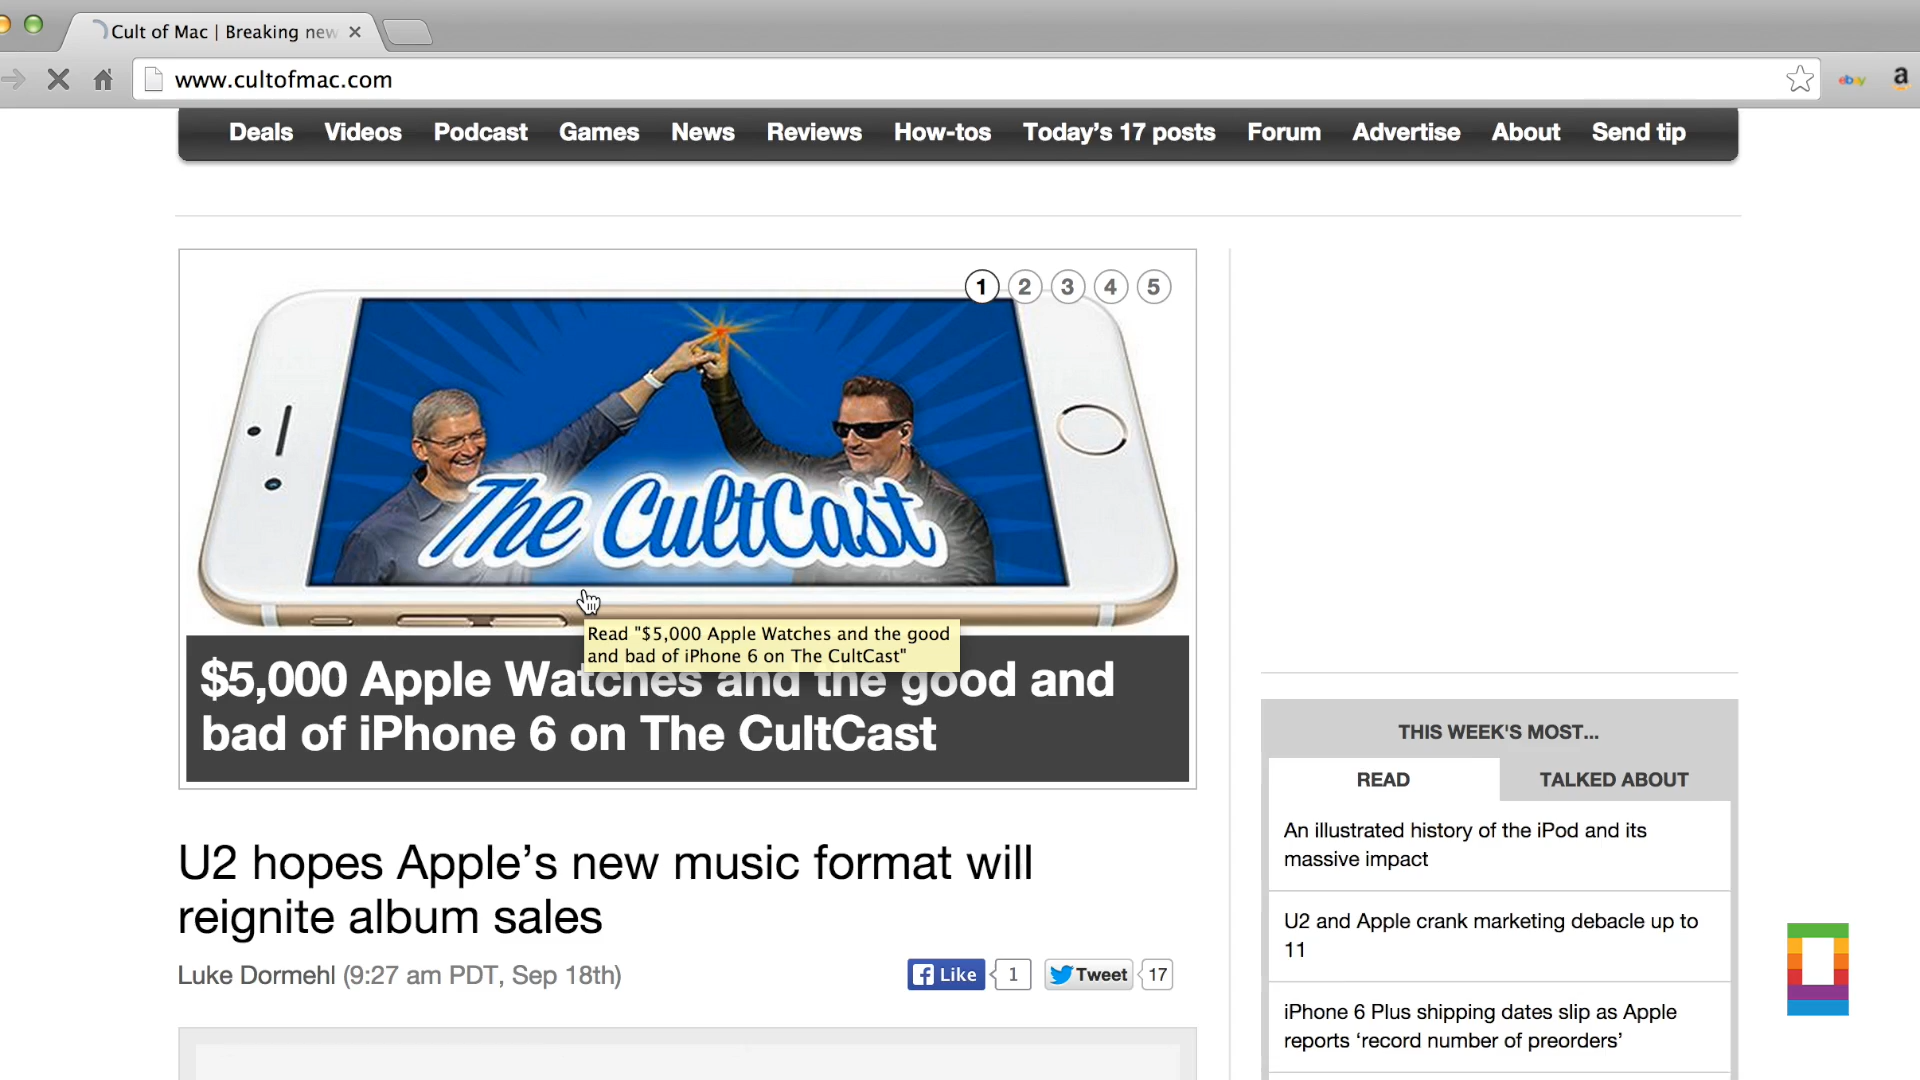 Cult of Mac | Breaking new
www.cultofmac.com
ebay
a
Deals Videos Podcast Games News Reviews How-tos Today’s 17 posts Forum Advertise About Send tip
1 2 3 4 5
The CultCast
Read "$5,000 Apple Watches and the good
and bad of iPhone 6 on The CultCast"
$5,000 Apple Watches and the good and
bad of iPhone 6 on The CultCast
U2 hopes Apple’s new music format will
reignite album sales
Luke Dormehl (9:27 am PDT, Sep 18th)
Like 1 Tweet 17
THIS WEEK'S MOST...
READ TALKED ABOUT
An illustrated history of the iPod and its
massive impact
U2 and Apple crank marketing debacle up to
11
iPhone 6 Plus shipping dates slip as Apple
reports ‘record number of preorders’